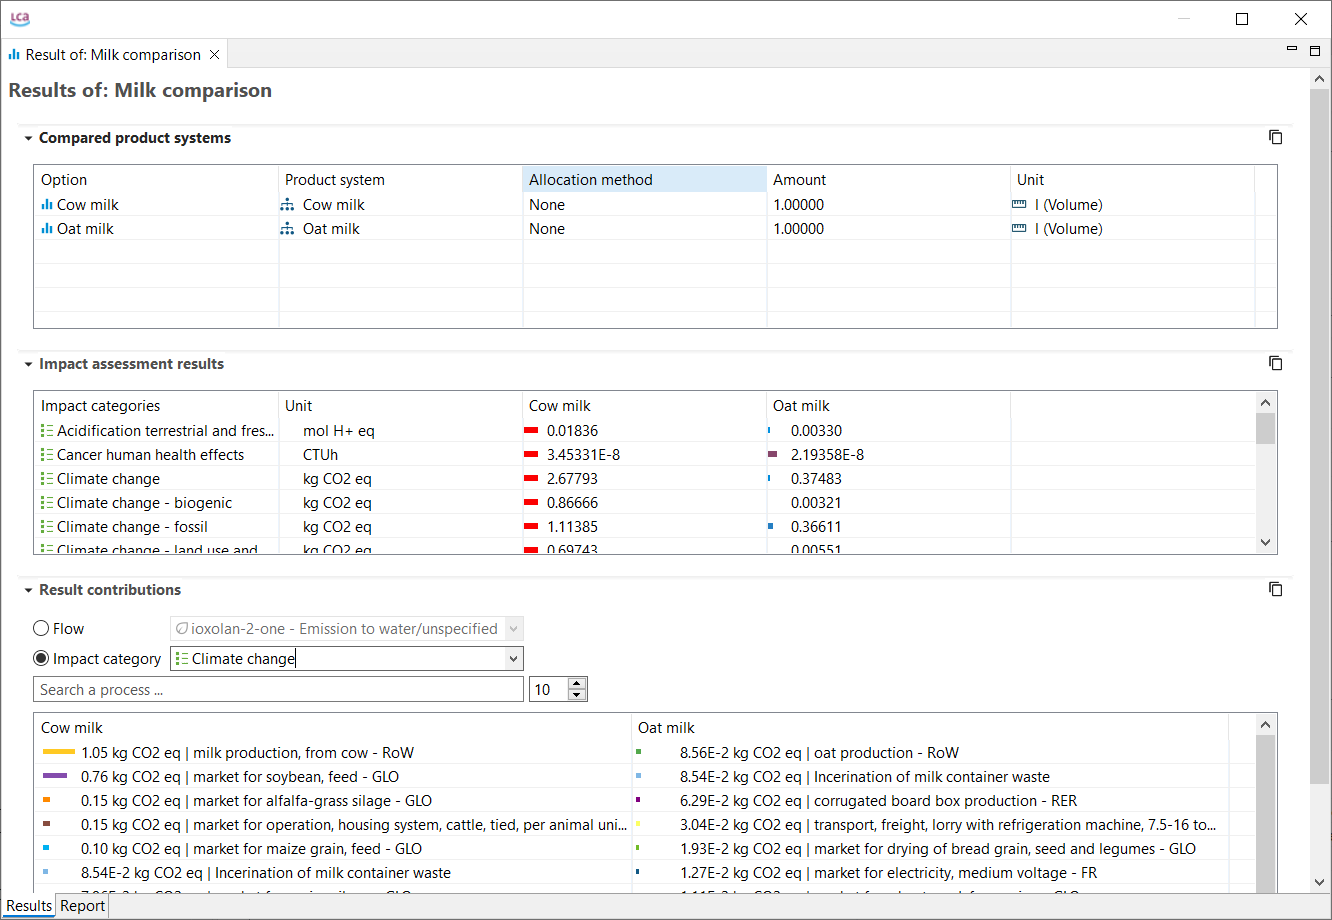 LCA
Result of: Milk comparison
Results of: Milk comparison
Compared product systems
Option Product system Allocation method Amount Unit
Cow milk Cow milk None 1.00000 l (Volume)
Oat milk Oat milk None 1.00000 l (Volume)
Impact assessment results
Impact categories Unit Cow milk Oat milk
Acidification terrestrial and fres... mol H+ eq 0.01836 0.00330
Cancer human health effects CTUh 3.45331E-8 2.19358E-8
Climate change kg CO2 eq 2.67793 0.37483
Climate change - biogenic kg CO2 eq 0.86666 0.00321
Climate change - fossil kg CO2 eq 1.11385 0.36611
Climate change - land use and kg CO2 eq 0.69743 0.00551
Result contributions
Flow ioxolan-2-one - Emission to water/unspecified
Impact category Climate change
Search a process ... 10
Cow milk Oat milk
1.05 kg CO2 eq | milk production, from cow - RoW 8.56E-2 kg CO2 eq | oat production - RoW
0.76 kg CO2 eq | market for soybean, feed - GLO 8.54E-2 kg CO2 eq | Incerination of milk container waste
0.15 kg CO2 eq | market for alfalfa-grass silage - GLO 6.29E-2 kg CO2 eq | corrugated board box production - RER
0.15 kg CO2 eq | market for operation, housing system, cattle, tied, per animal uni... 3.04E-2 kg CO2 eq | transport, freight, lorry with refrigeration machine, 7.5-16 to...
0.10 kg CO2 eq | market for maize grain, feed - GLO 1.93E-2 kg CO2 eq | market for drying of bread grain, seed and legumes - GLO
8.54E-2 kg CO2 eq | Incerination of milk container waste 1.27E-2 kg CO2 eq | market for electricity, medium voltage - FR
Results Report